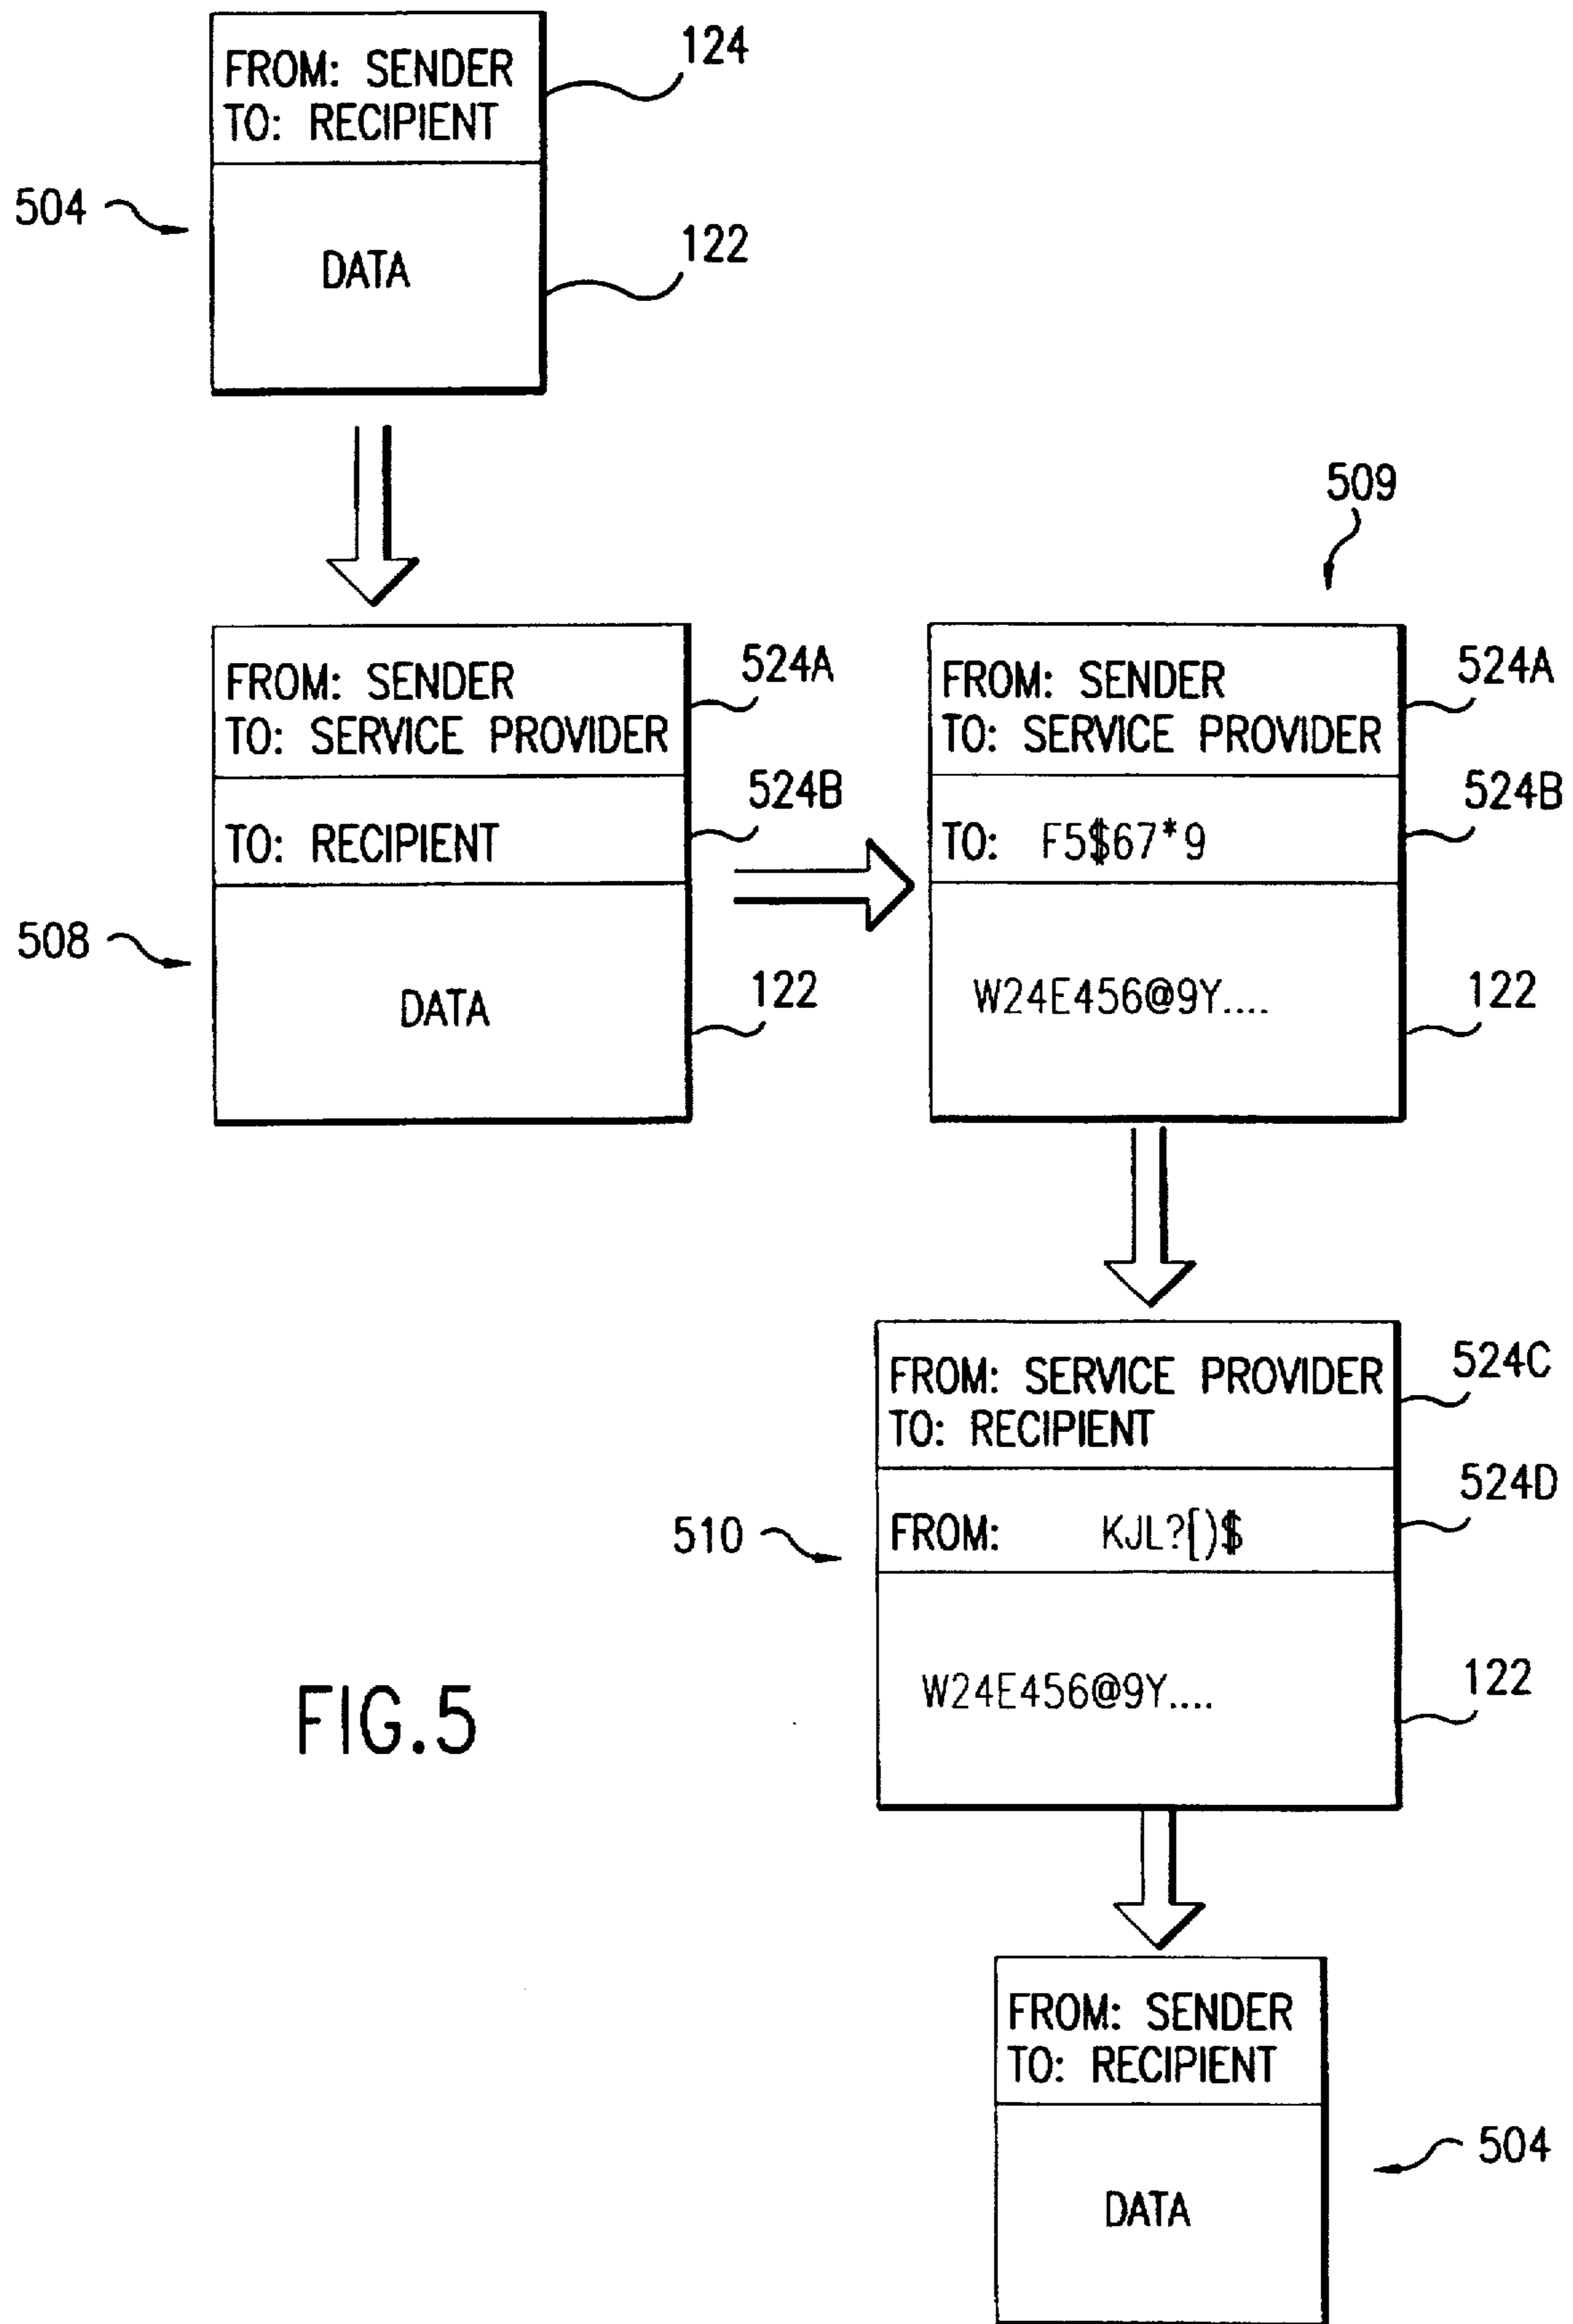 FROM: SENDER
TO: RECIPIENT
124
504
DATA
122
509
FROM: SENDER
TO: SERVICE PROVIDER
524A
TO: RECIPIENT
524B
508
DATA
122
FROM: SENDER
TO: SERVICE PROVIDER
524A
TO: F5$67*9
524B
W24E456@9Y....
122
FROM: SERVICE PROVIDER
TO: RECIPIENT
524C
510
FROM: KJL?[)$
524D
W24E456@9Y....
122
FIG.5
FROM: SENDER
TO: RECIPIENT
DATA
504